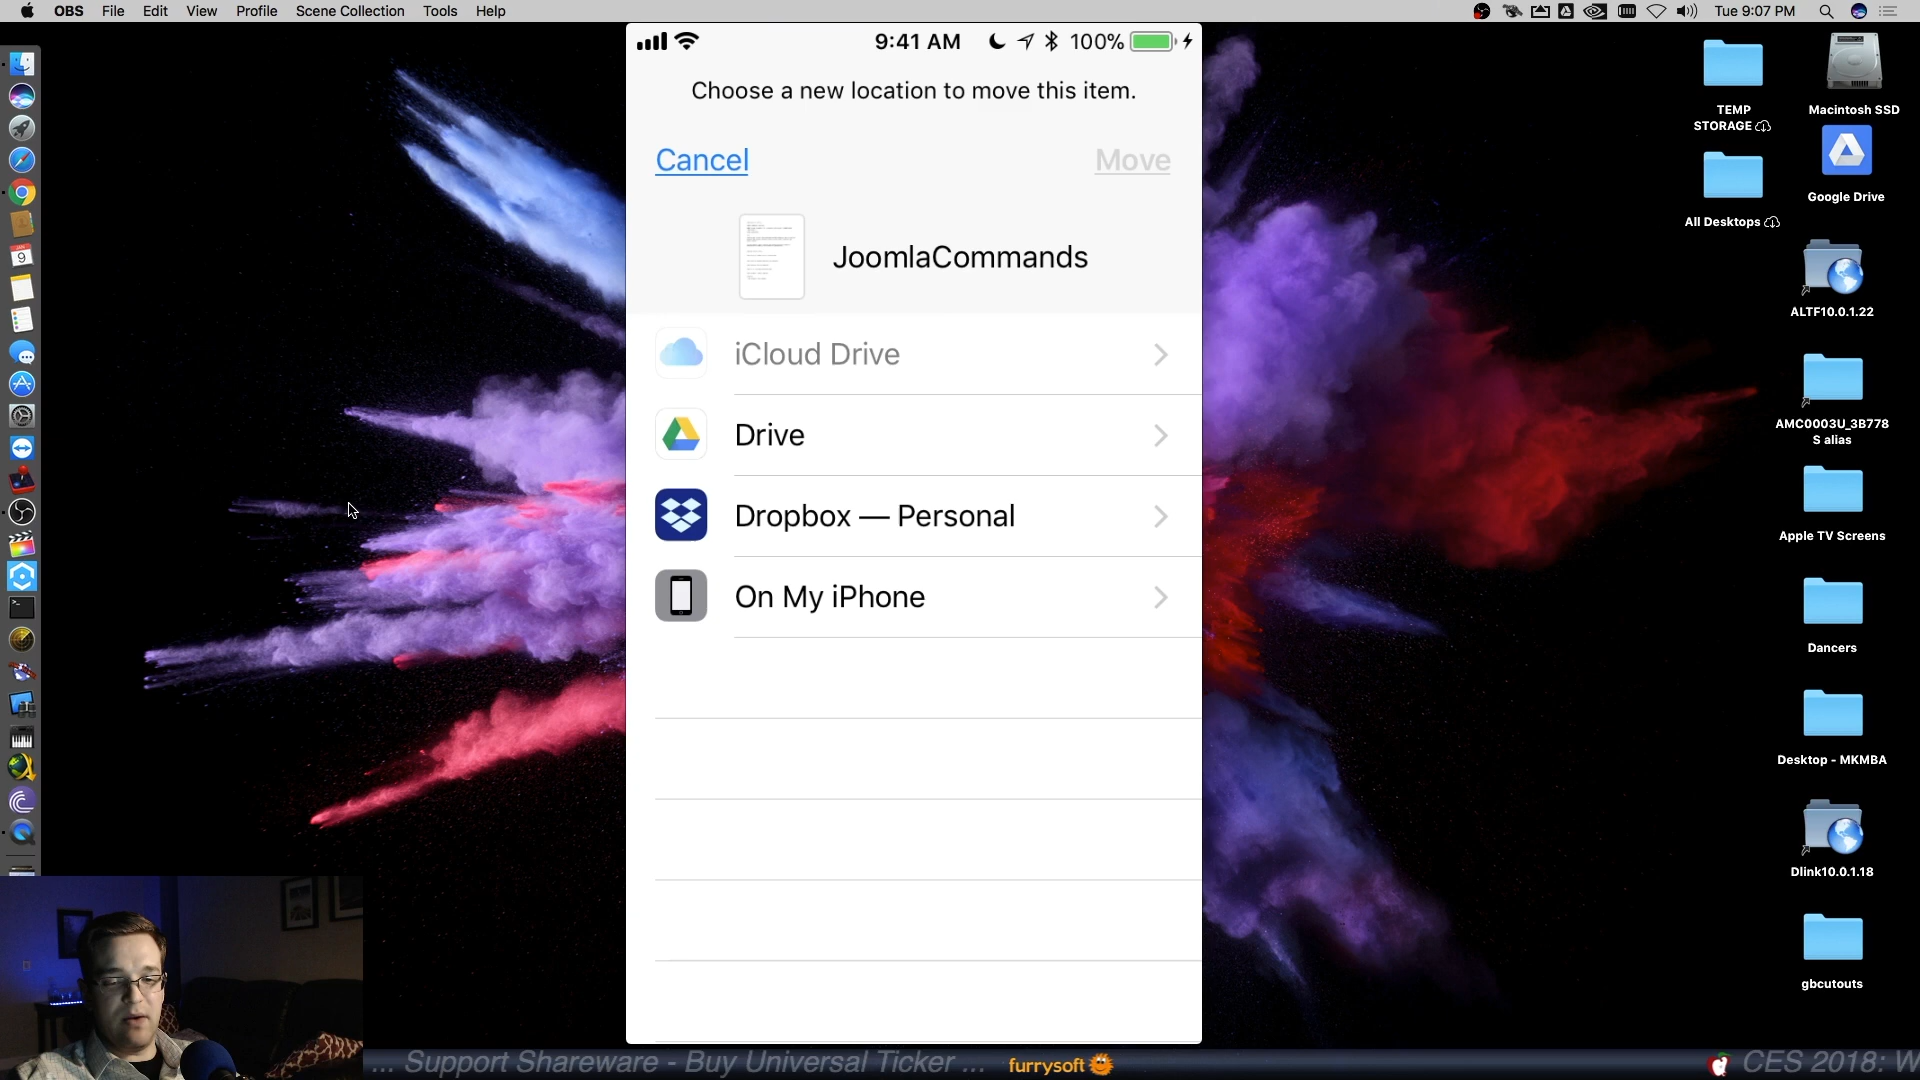 OBS File Edit View Profile Scene Collection Tools Help
Tue 9:07 PM
9:41 AM 100%
Choose a new location to move this item.
Cancel Move
JoomlaCommands
iCloud Drive
Drive
Dropbox — Personal
On My iPhone
TEMP
STORAGE
Macintosh SSD
Google Drive
All Desktops
ALTF10.0.1.22
AMC0003U_3B778
S alias
Apple TV Screens
Dancers
Desktop - MKMBA
Dlink10.0.1.18
gbcutouts
JAN
9
... Support Shareware - Buy Universal Ticker ... furrysoft CES 2018: W